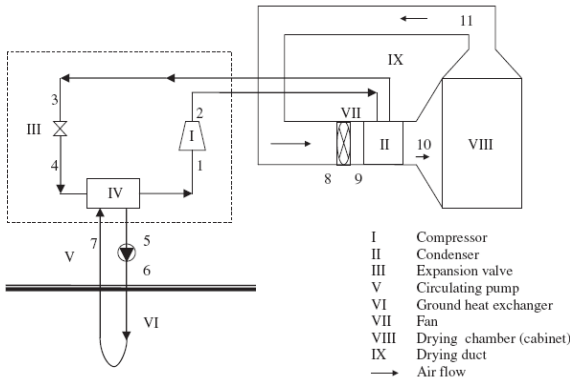 11
IX
3
2
VII
III
I
II
10
VIII
4
1
8
9
IV
7
5
V
6
VI
I Compressor
II Condenser
III Expansion valve
V Circulating pump
VI Ground heat exchanger
VII Fan
VIII Drying chamber (cabinet)
IX Drying duct
Air flow